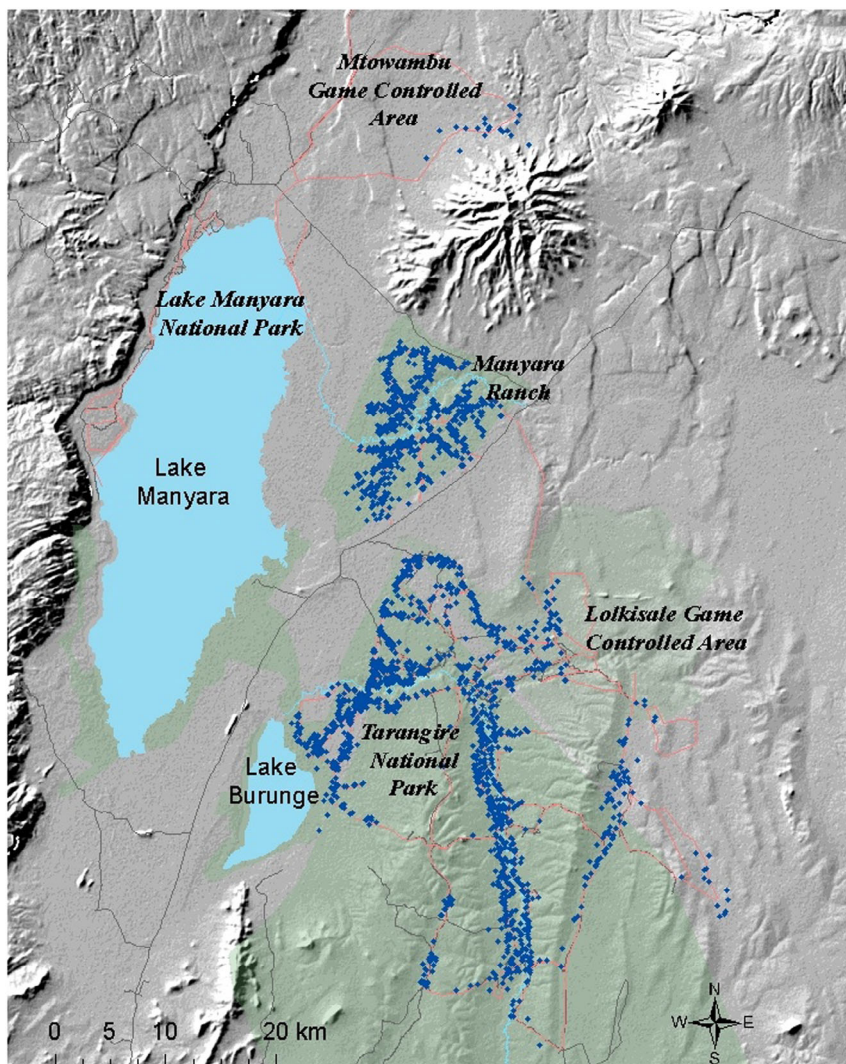 Mtowambu
Game Controlled
Area
Lake Manyara
National Park
Manyara
Ranch
Lake
Manyara
Lolkisale Game
Controlled Area
Tarangire
National
Park
Lake
Burunge
0 5 10 20 km
N
W E
S